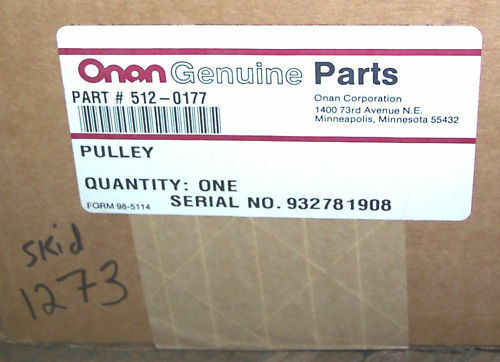 Onan Genuine Parts
PART # 512-0177
Onan Corporation
1400 73rd Avenue N.E.
Minneapolis, Minnesota 55432
PULLEY
QUANTITY: ONE
FORM 98-5114
SERIAL NO. 932781908
skid
1273